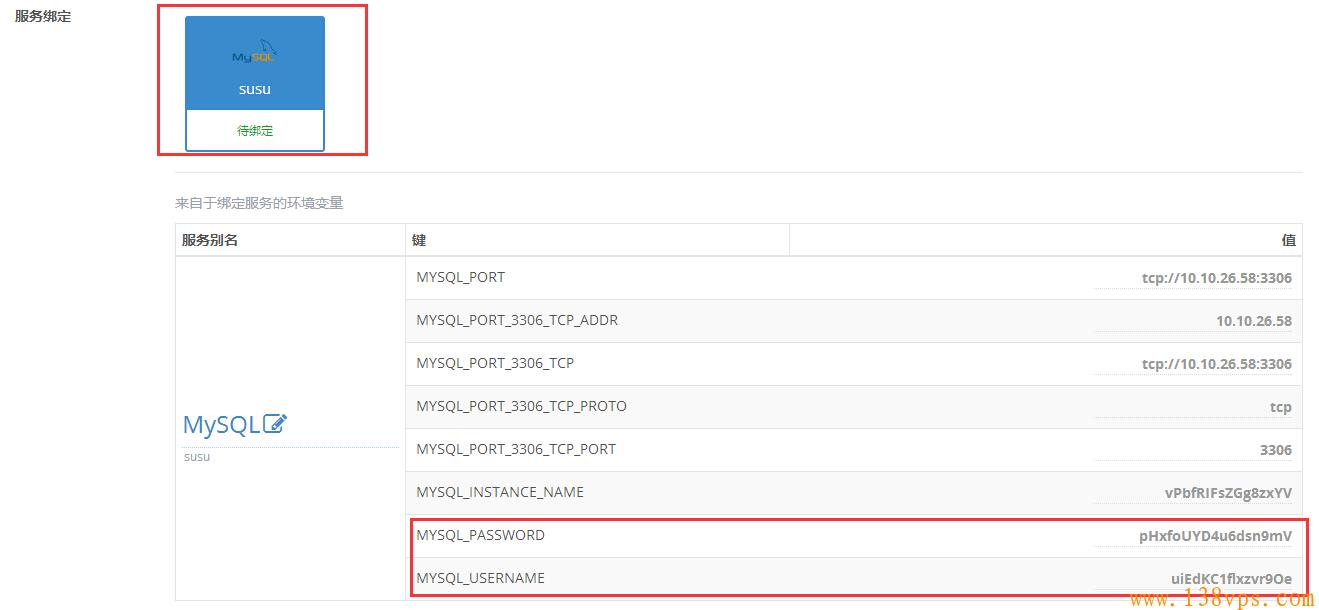 服务绑定
MySQL
susu
待绑定
来自于绑定服务的环境变量
服务别名 键 值
MYSQL_PORT tcp://10.10.26.58:3306
MYSQL_PORT_3306_TCP_ADDR 10.10.26.58
MYSQL_PORT_3306_TCP tcp://10.10.26.58:3306
MYSQL_PORT_3306_TCP_PROTO tcp
MySQL
susu
MYSQL_PORT_3306_TCP_PORT 3306
MYSQL_INSTANCE_NAME vPbfRIFsZGg8zxYV
MYSQL_PASSWORD pHxfoUYD4u6dsn9mV
MYSQL_USERNAME uiEdKC1flxzvr9Oe
www.138vps.com